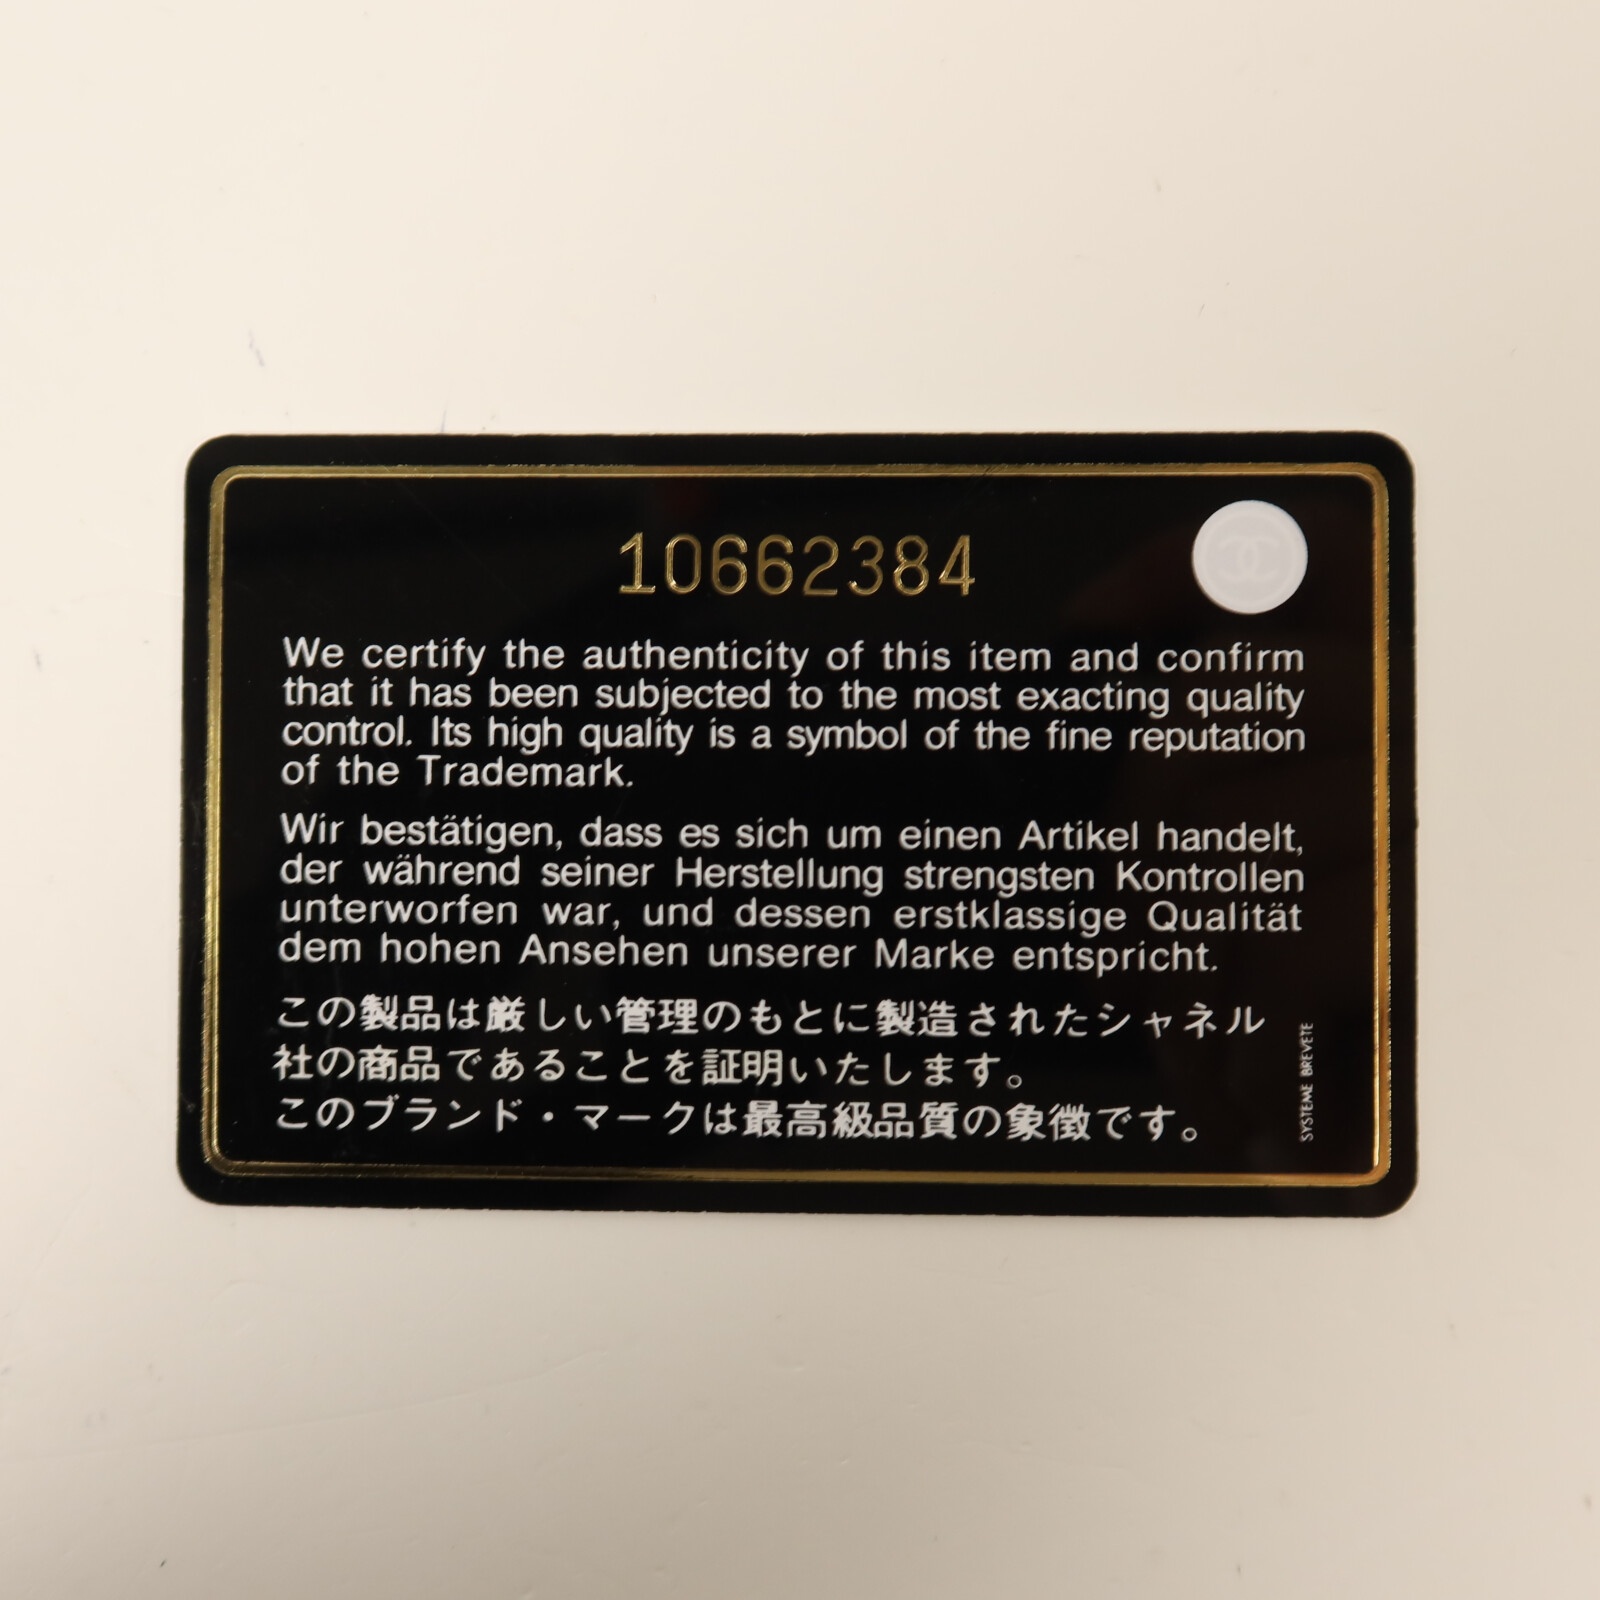 10662384
We certify the authenticity of this item and confirm
that it has been subjected to the most exacting quality
control. Its high quality is a symbol of the fine reputation
of the Trademark.
Wir bestätigen, dass es sich um einen Artikel handelt,
der während seiner Herstellung strengsten Kontrollen
unterworfen war, und dessen erstklassige Qualität
dem hohen Ansehen unserer Marke entspricht.
この製品は厳しい管理のもとに製造されたシャネル
社の商品であることを証明いたします。
このブランド・マークは最高級品質の象徴です。
SYSTEME BREVETE